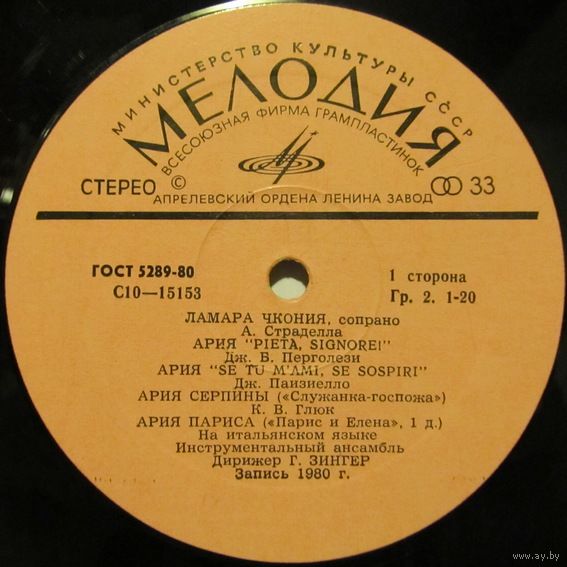 МИНИСТЕРСТВО КУЛЬТУРЫ СССР
МЕЛОДИЯ
ВСЕСОЮЗНАЯ ФИРМА ГРАМПЛАСТИНОК
СТЕРЕО © 33
АПРЕЛЕВСКИЙ ОРДЕНА ЛЕНИНА ЗАВОД
ГОСТ 5289-80
С10—15153
1 сторона
Гр. 2. 1-20
ЛАМАРА ЧКОНИЯ, сопрано
А. Страделла
АРИЯ "PIETA, SIGNORE!"
Дж. Б. Перголези
АРИЯ "SE TU M'AMI, SE SOSPIRI"
Дж. Паизиелло
АРИЯ СЕРПИНЫ («Служанка-госпожа»)
К. В. Глюк
АРИЯ ПАРИСА («Парис и Елена», 1 д.)
На итальянском языке
Инструментальный ансамбль
Дирижер Г. ЗИНГЕР
Запись 1980 г.
www.ay.by